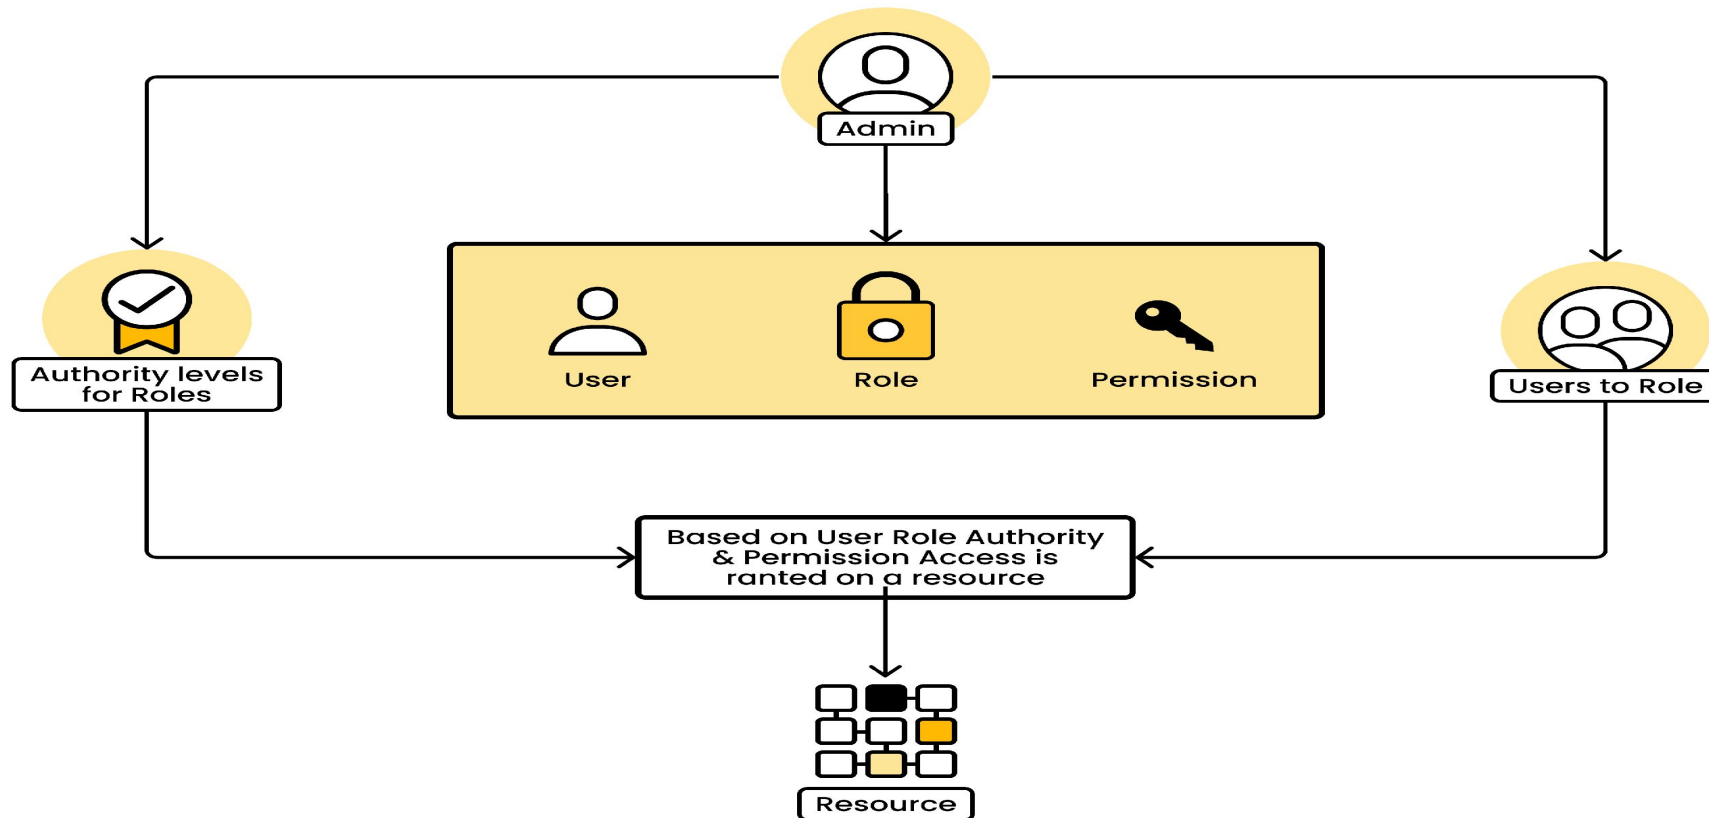 Admin
User
Role
Permission
Authority levels
for Roles
Users to Role
Based on User Role Authority
& Permission Access is
ranted on a resource
Resource